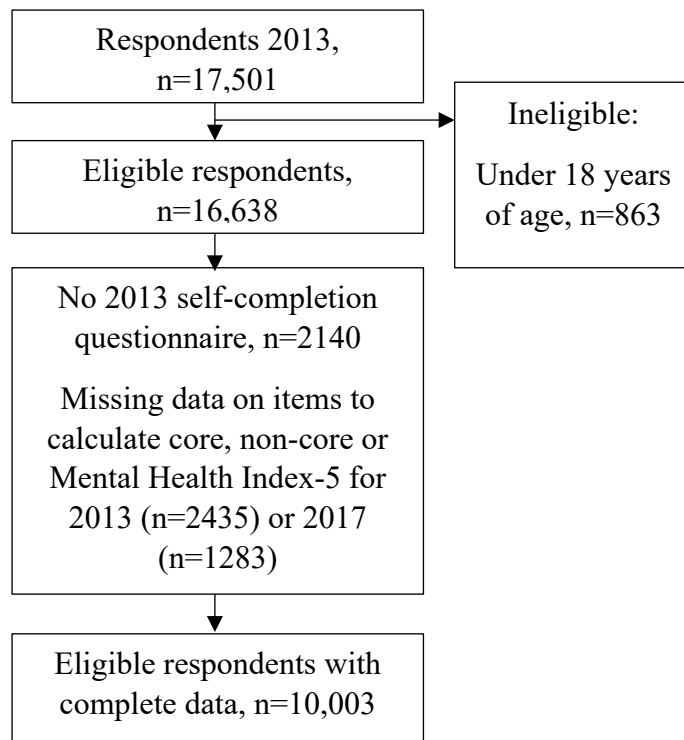 Respondents 2013,
n=17,501
Ineligible:
Under 18 years
of age, n=863
Eligible respondents,
n=16,638
No 2013 self-completion
questionnaire, n=2140
Missing data on items to
calculate core, non-core or
Mental Health Index-5 for
2013 (n=2435) or 2017
(n=1283)
Eligible respondents with
complete data, n=10,003